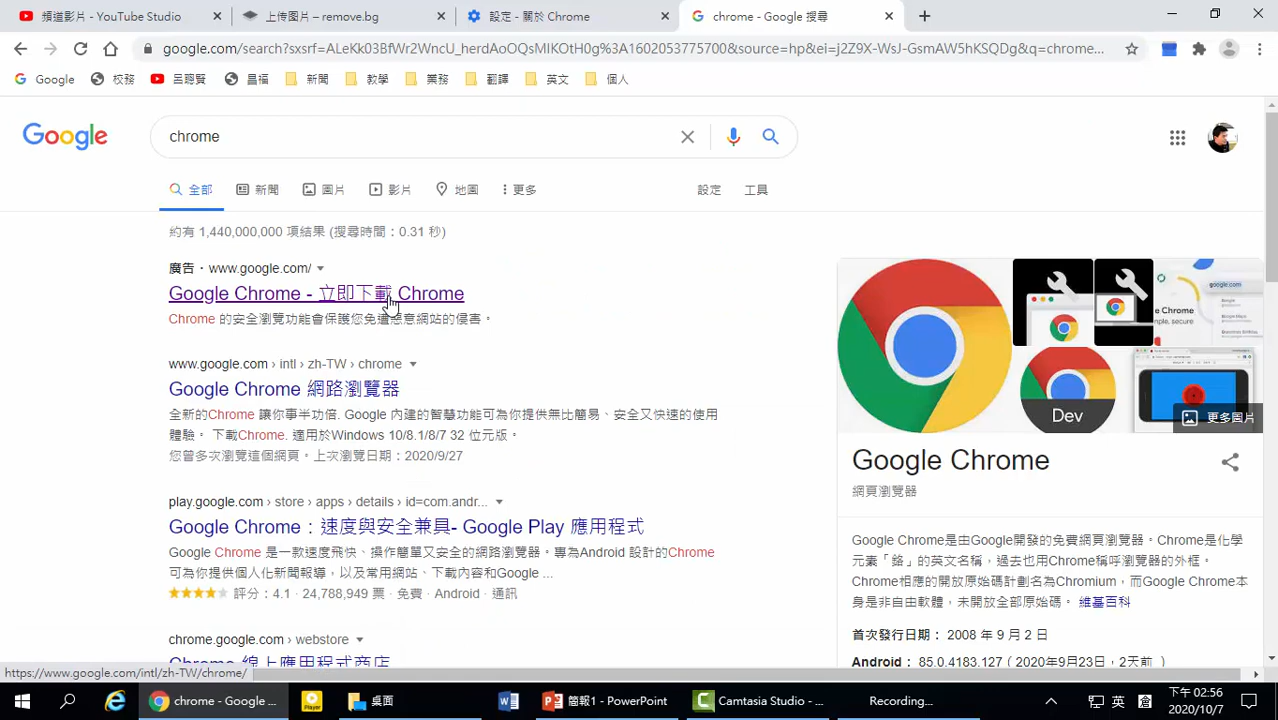 頻道影片 - YouTube Studio
上传图片 – remove.bg
設定 - 關於 Chrome
chrome - Google 搜尋
google.com/search?sxsrf=ALeKk03BfWr2WncU_herdAoOQsMIKOtH0g%3A1602053775700&source=hp&ei=j2Z9X-WsJ-GsmAW5hKSQDg&q=chrome...
Google 校務 呂聰賢 昌福 新聞 教學 業務 翻譯 英文 個人
Google
chrome
全部 新聞 圖片 影片 地圖 更多 設定 工具
約有 1,440,000,000 項結果 (搜尋時間：0.31 秒)
廣告 · www.google.com/
Google Chrome - 立即下載 Chrome
Chrome 的安全瀏覽功能會保護您免遭惡意網站的侵害。
www.google.com › intl › zh-TW › chrome
Google Chrome 網路瀏覽器
全新的Chrome 讓你事半功倍. Google 內建的智慧功能可為你提供無比簡易、安全又快速的使用
體驗。 下載Chrome. 適用於Windows 10/8.1/8/7 32 位元版。
您曾多次瀏覽這個網頁。上次瀏覽日期：2020/9/27
play.google.com › store › apps › details › id=com.andr...
Google Chrome：速度與安全兼具- Google Play 應用程式
Google Chrome 是一款速度飛快、操作簡單又安全的網路瀏覽器。專為Android 設計的Chrome
可為你提供個人化新聞報導，以及常用網站、下載內容和Google ...
評分：4.1 · 24,788,949 票 · 免費 · Android · 通訊
chrome.google.com › webstore
Chrome 線上應用程式商店
google.com
Dev
更多圖片
Google Chrome
網頁瀏覽器
Google Chrome是由Google開發的免費網頁瀏覽器。Chrome是化學
元素「鉻」的英文名稱，過去也用Chrome稱呼瀏覽器的外框。
Chrome相應的開放原始碼計劃名為Chromium，而Google Chrome本
身是非自由軟體，未開放全部原始碼。 維基百科
首次發行日期： 2008 年 9 月 2 日
Android： 85.0.4183.127（2020年9月23日，2天前 ）
https://www.google.com/intl/zh-TW/chrome/
chrome - Google ...
Player
桌面
簡報1 - PowerPoint
Camtasia Studio - ...
Recording...
英
下午 02:56
2020/10/7